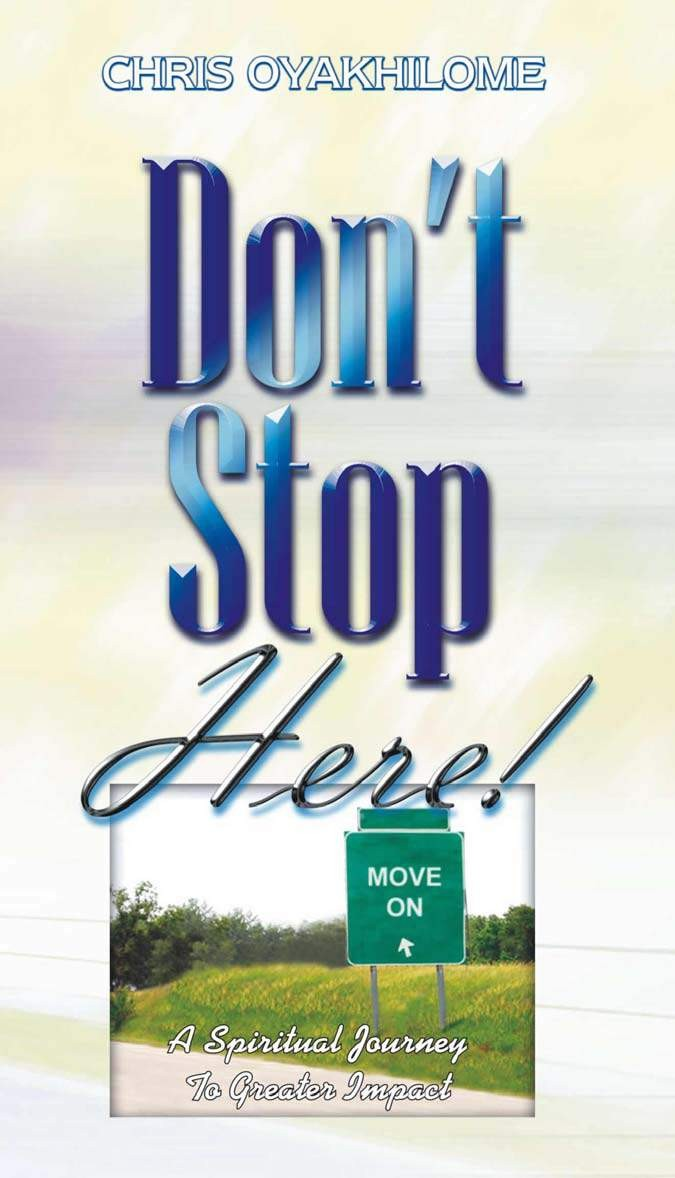 CHRIS OYAKHILOME
Don't
Stop
Here!
MOVE
ON
A Spiritual Journey
To Greater Impact